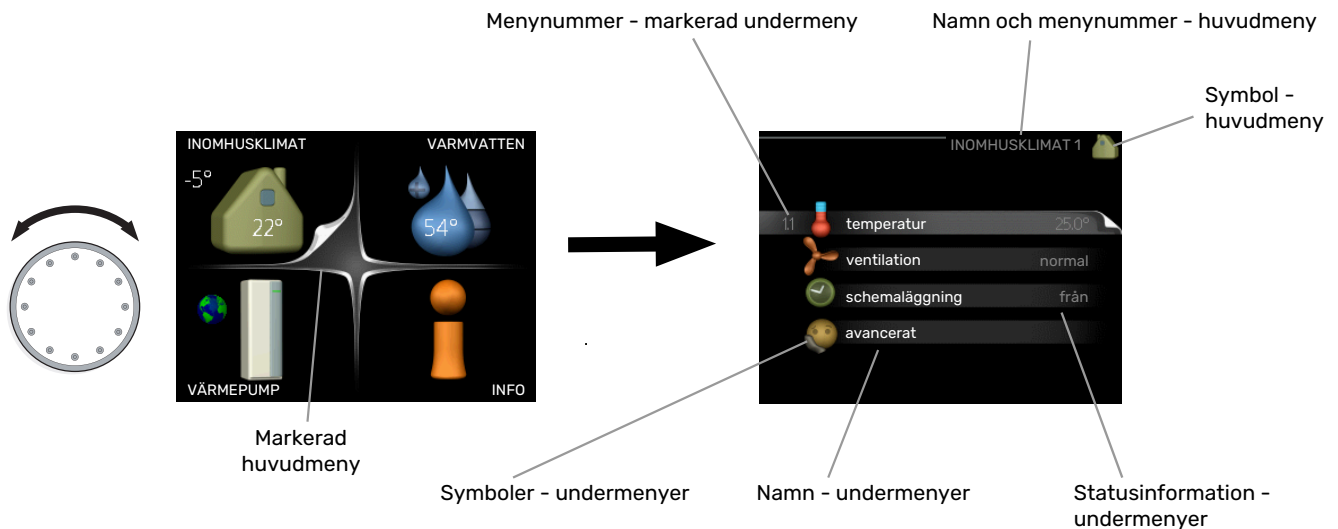 Menynummer - markerad undermeny
Namn och menynummer - huvudmeny
Symbol -
huvudmeny
INOMHUSKLIMAT
VARMVATTEN
-5°
22°
54°
VÄRMEPUMP
INFO
Markerad
huvudmeny
INOMHUSKLIMAT 1
1.1 temperatur 25.0°
ventilation normal
schemaläggning från
avancerat
Symboler - undermenyer
Namn - undermenyer
Statusinformation -
undermenyer